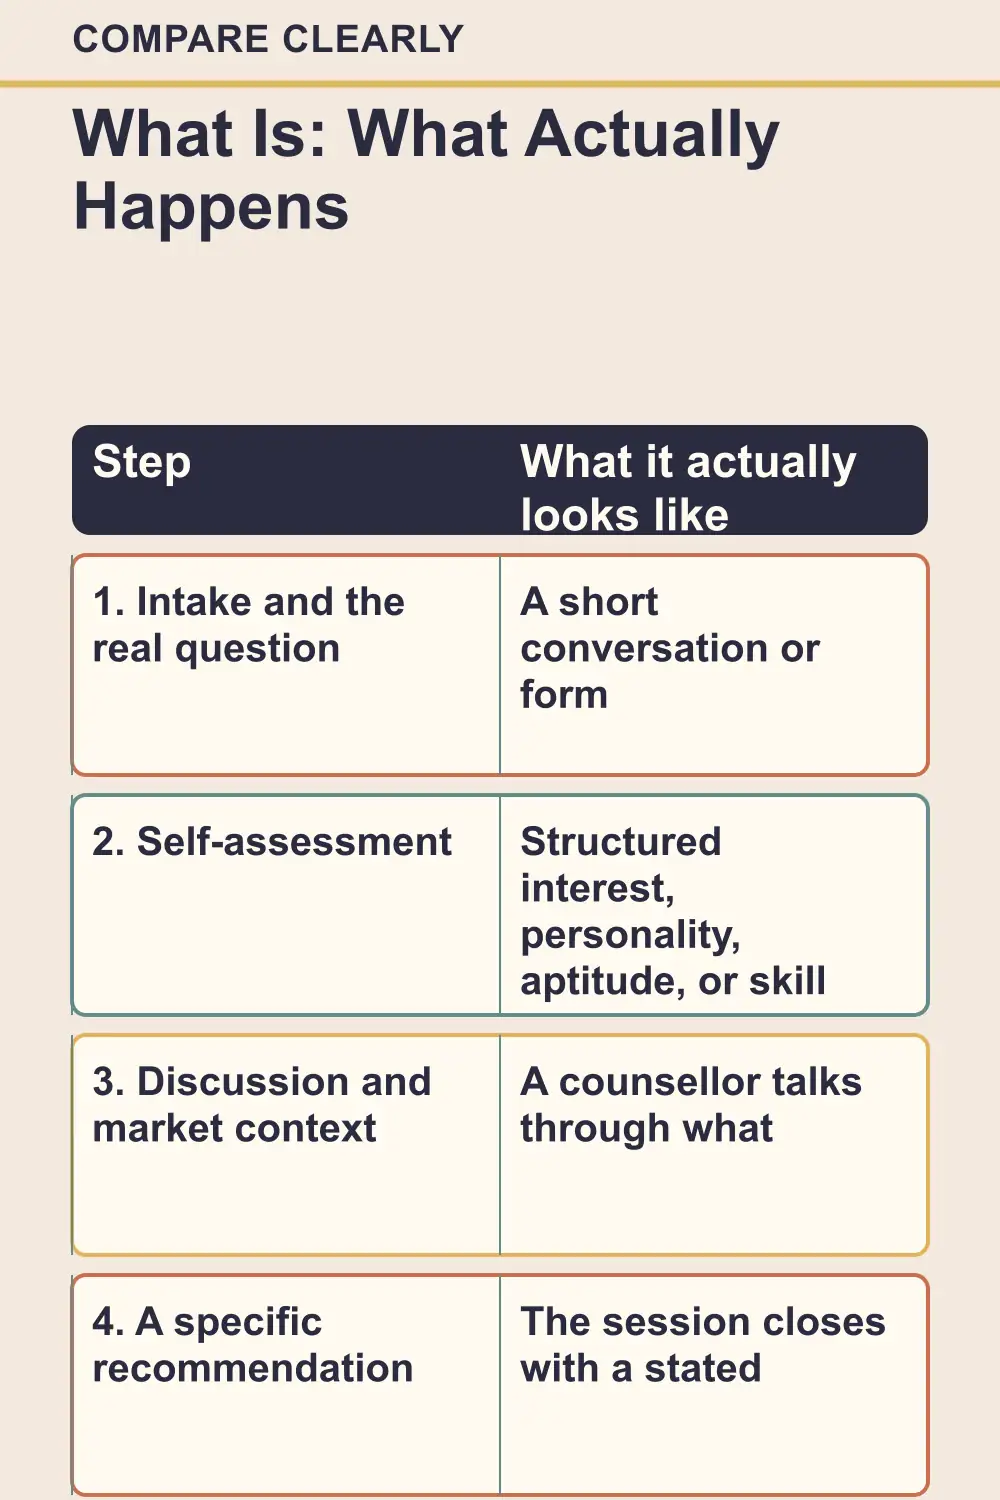 COMPARE CLEARLY
What Is: What Actually
Happens
Step
What it actually
looks like
1. Intake and the
real question
A short
conversation or
form
2. Self-assessment
Structured
interest,
personality,
aptitude, or skill
3. Discussion and
market context
A counsellor talks
through what
4. A specific
recommendation
The session closes
with a stated